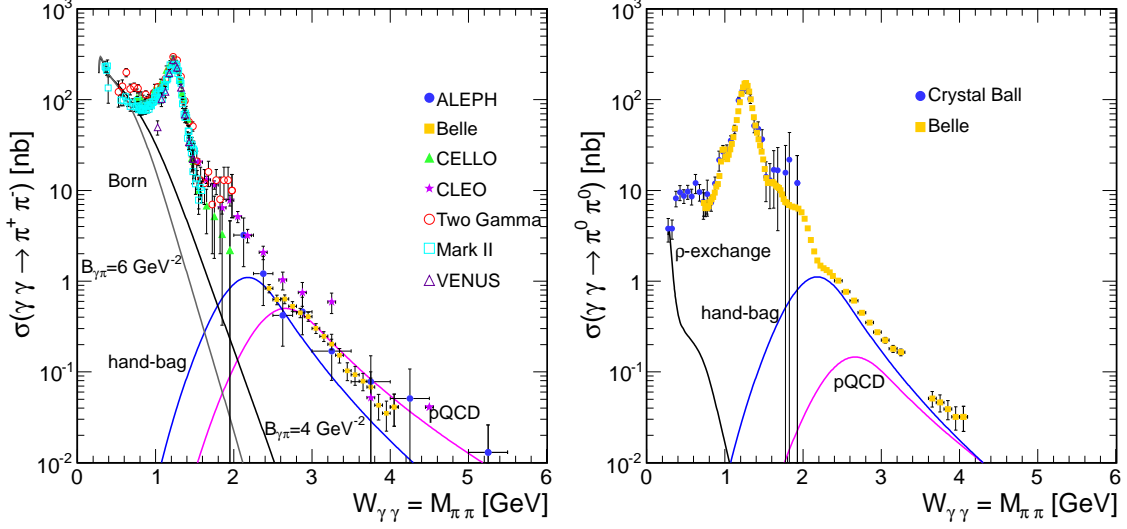 σ(γ γ → π⁺ π⁻) [nb]
10³
10²
10
1
10⁻¹
10⁻²
0 1 2 3 4 5 6
W_γγ = M_ππ [GeV]
ALEPH
Belle
CELLO
CLEO
Two Gamma
Mark II
VENUS
Born
B_γπ=6 GeV⁻²
hand-bag
B_γπ=4 GeV⁻²
pQCD
σ(γ γ → π⁰ π⁰) [nb]
10³
10²
10
1
10⁻¹
10⁻²
0 1 2 3 4 5 6
W_γγ = M_ππ [GeV]
Crystal Ball
Belle
ρ-exchange
hand-bag
pQCD